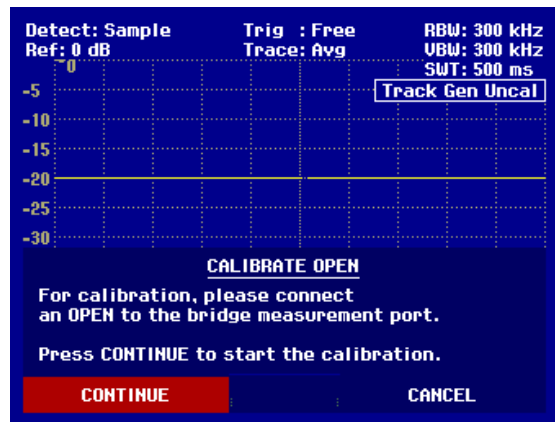 Detect: Sample Trig : Free RBW: 300 kHz
Ref: 0 dB Trace: Avg VBW: 300 kHz
0 SWT: 500 ms
-5 Track Gen Uncal
-10
-15
-20
-25
-30
CALIBRATE OPEN
For calibration, please connect
an OPEN to the bridge measurement port.
Press CONTINUE to start the calibration.
CONTINUE CANCEL